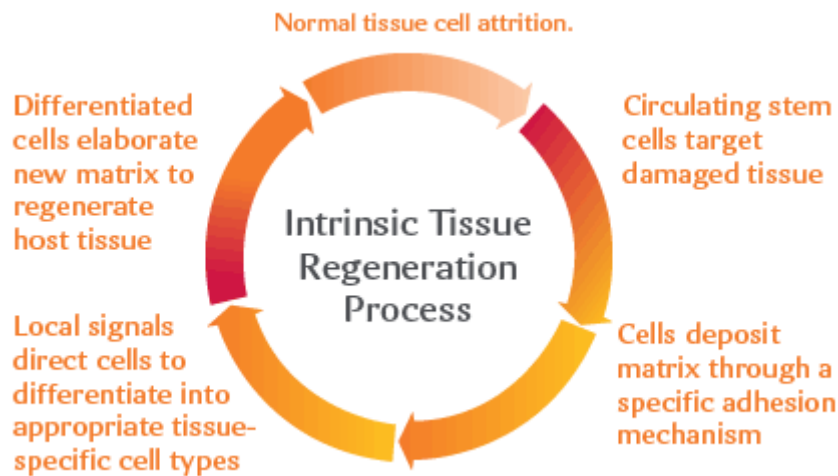 Normal tissue cell attrition.
Circulating stem
cells target
damaged tissue
Cells deposit
matrix through a
specific adhesion
mechanism
Local signals
direct cells to
differentiate into
appropriate tissue-
specific cell types
Differentiated
cells elaborate
new matrix to
regenerate
host tissue
Intrinsic Tissue
Regeneration
Process